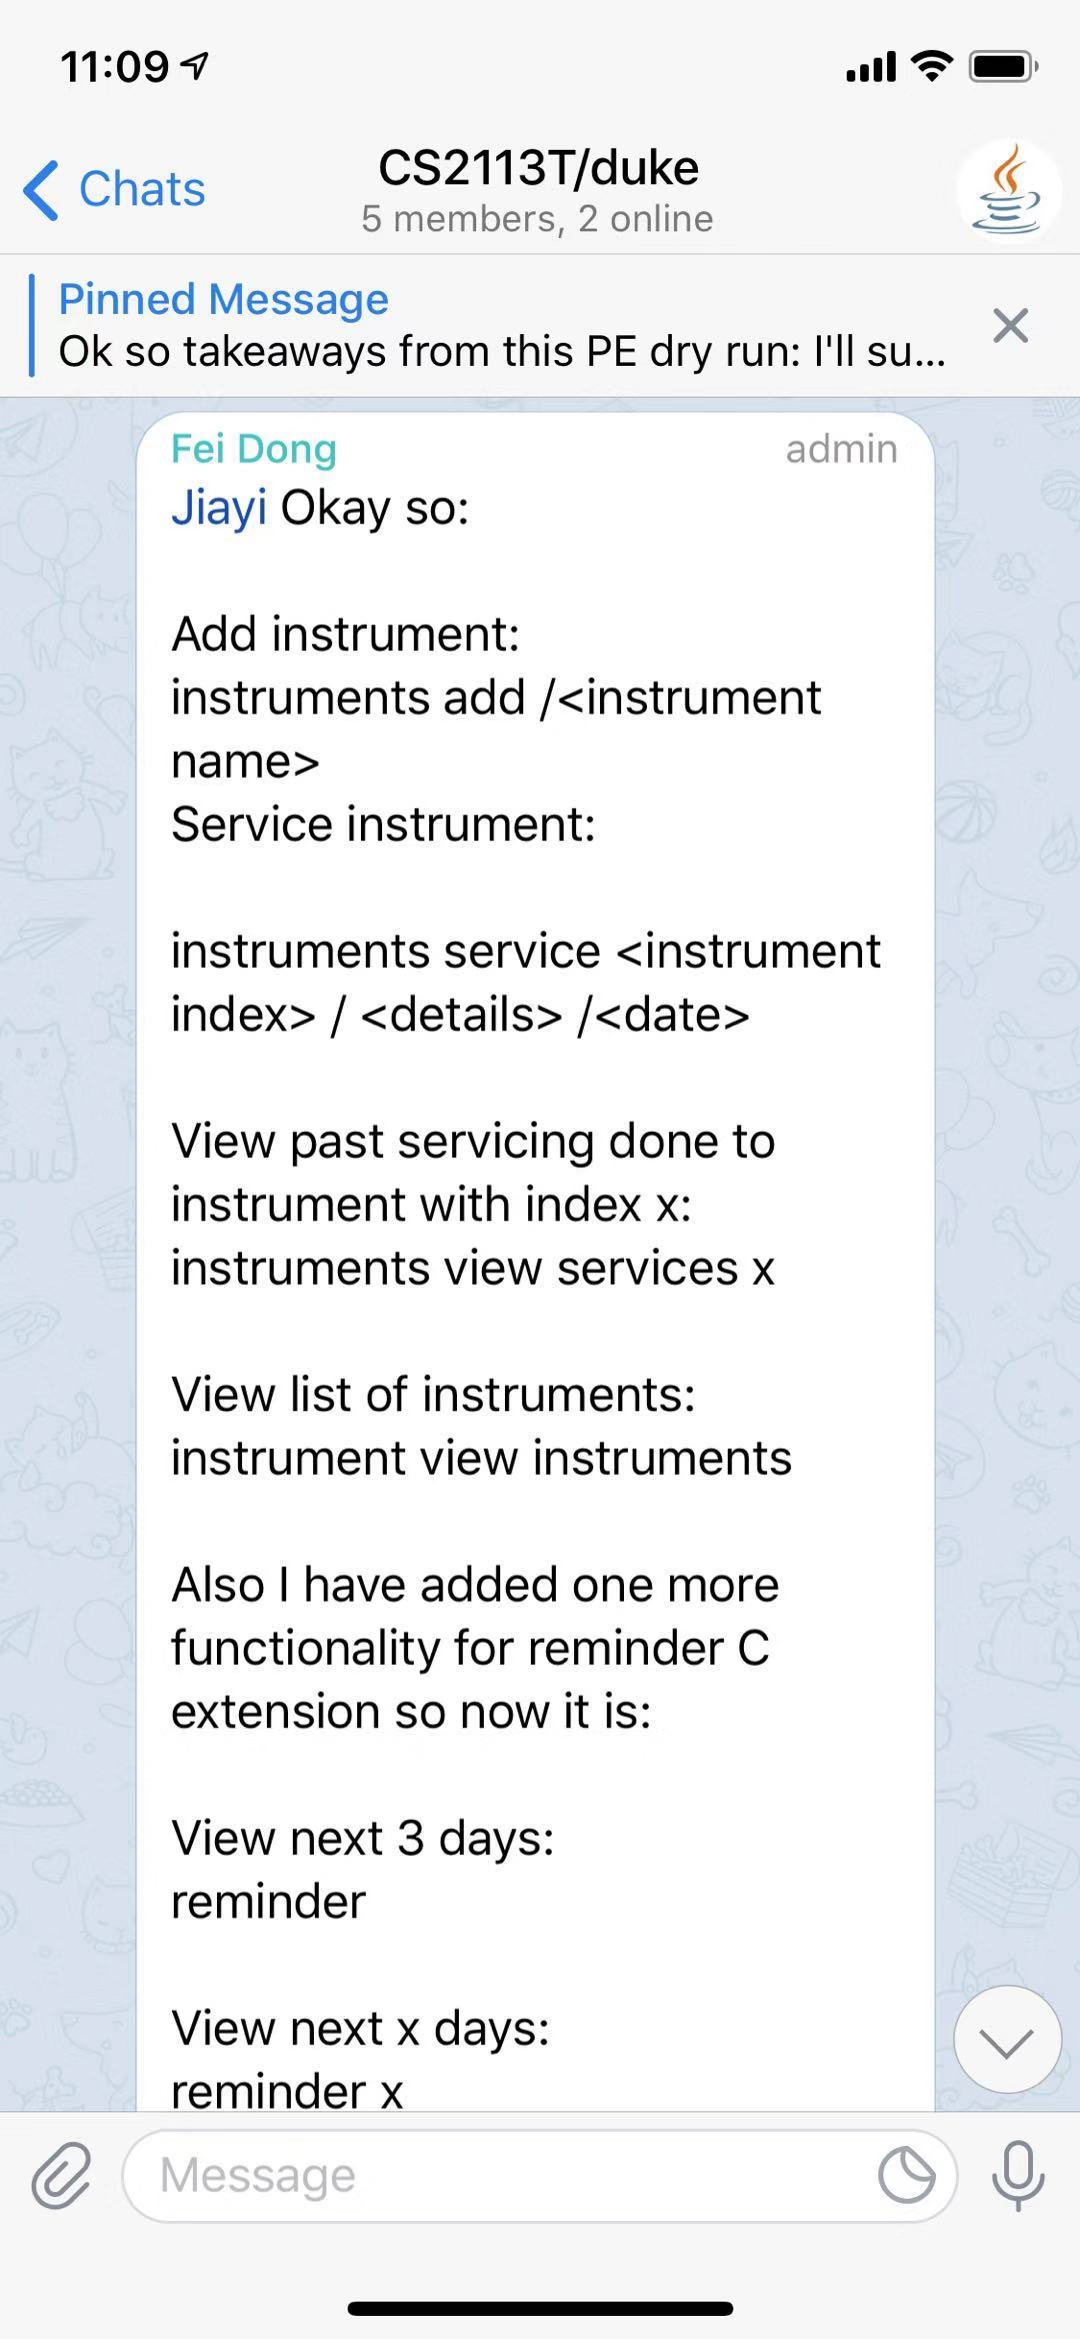 11:09
Chats
CS2113T/duke
5 members, 2 online
Pinned Message
Ok so takeaways from this PE dry run: I'll su...
Fei Dong admin
Jiayi Okay so:
Add instrument:
instruments add /<instrument
name>
Service instrument:
instruments service <instrument
index> / <details> /<date>
View past servicing done to
instrument with index x:
instruments view services x
View list of instruments:
instrument view instruments
Also I have added one more
functionality for reminder C
extension so now it is:
View next 3 days:
reminder
View next x days:
reminder x
Message